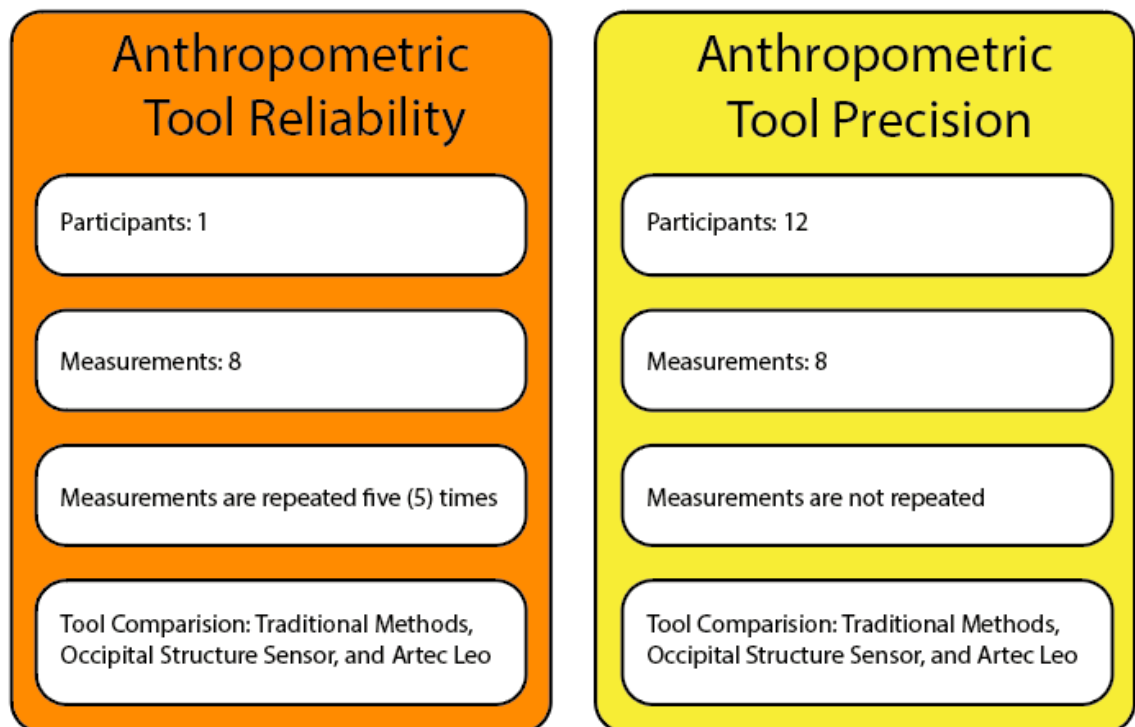 Anthropometric
Tool Reliability
Participants: 1
Measurements: 8
Measurements are repeated five (5) times
Tool Comparision: Traditional Methods,
Occipital Structure Sensor, and Artec Leo
Anthropometric
Tool Precision
Participants: 12
Measurements: 8
Measurements are not repeated
Tool Comparision: Traditional Methods,
Occipital Structure Sensor, and Artec Leo